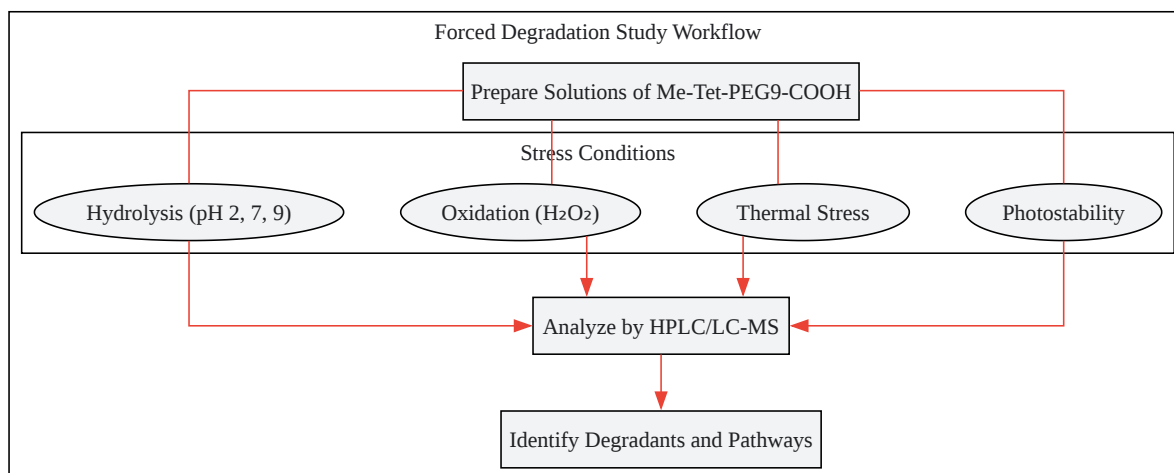 Forced Degradation Study Workflow
Prepare Solutions of Me-Tet-PEG9-COOH
Stress Conditions
Hydrolysis (pH 2, 7, 9)
Oxidation (H₂O₂)
Thermal Stress
Photostability
Analyze by HPLC/LC-MS
Identify Degradants and Pathways